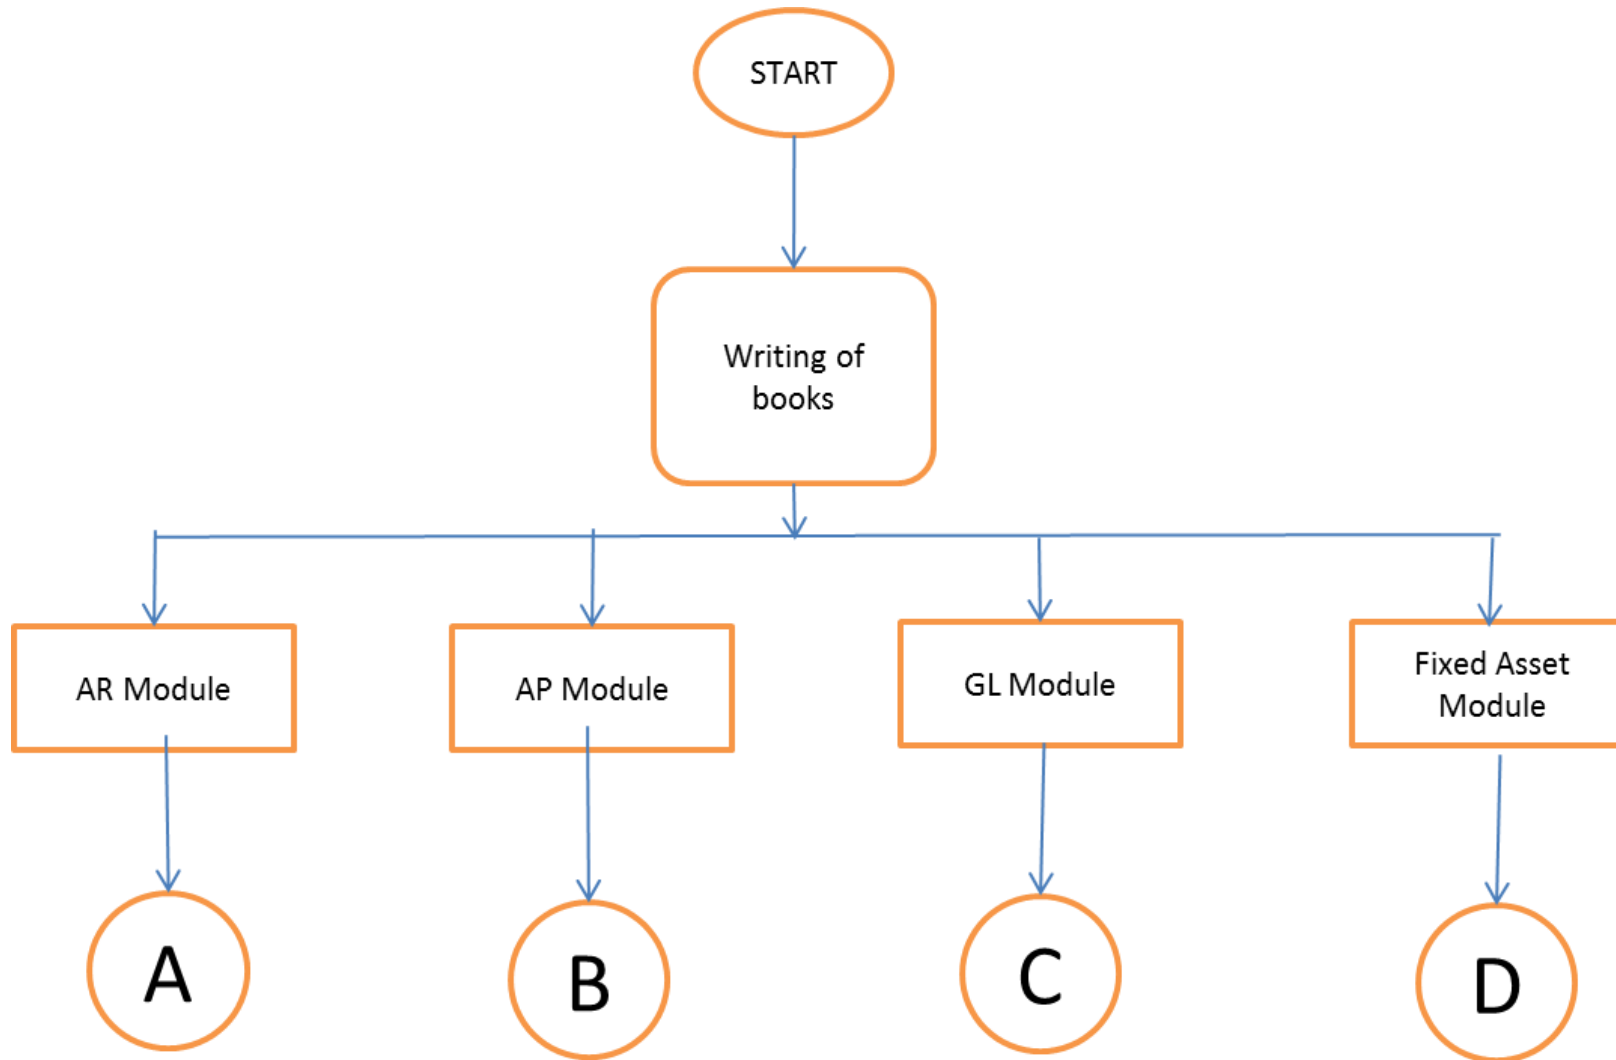 START
Writing of
books
AR Module
AP Module
GL Module
Fixed Asset
Module
A
B
C
D